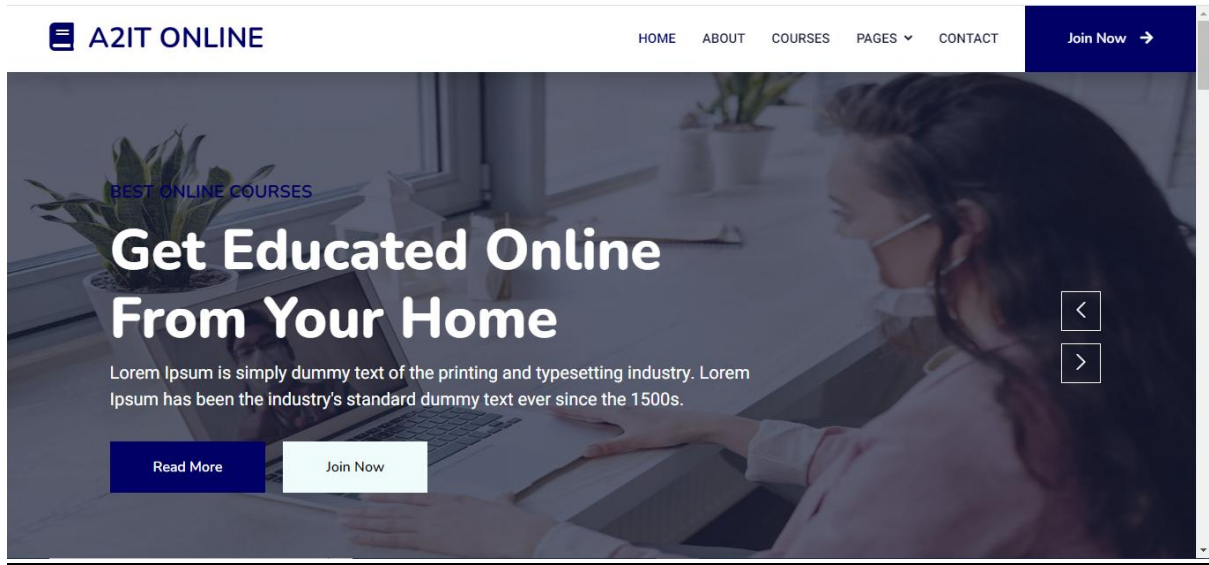 A2IT ONLINE
HOME ABOUT COURSES PAGES CONTACT Join Now
BEST ONLINE COURSES
Get Educated Online
From Your Home
Lorem Ipsum is simply dummy text of the printing and typesetting industry. Lorem
Ipsum has been the industry's standard dummy text ever since the 1500s.
Read More Join Now